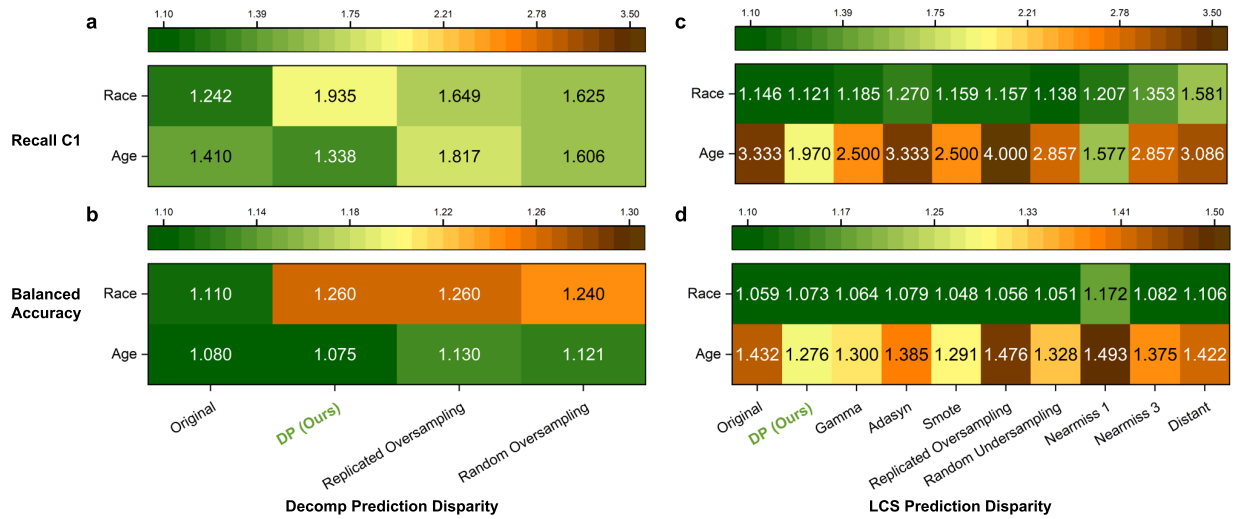 a
1.10 1.39 1.75 2.21 2.78 3.50
Recall C1
Race 1.242 1.935 1.649 1.625
Age 1.410 1.338 1.817 1.606
b
1.10 1.14 1.18 1.22 1.26 1.30
Balanced
Accuracy
Race 1.110 1.260 1.260 1.240
Age 1.080 1.075 1.130 1.121
Original DP (Ours) Replicated Oversampling Random Oversampling
Decomp Prediction Disparity
c
1.10 1.39 1.75 2.21 2.78 3.50
Race 1.146 1.121 1.185 1.270 1.159 1.157 1.138 1.207 1.353 1.581
Age 3.333 1.970 2.500 3.333 2.500 4.000 2.857 1.577 2.857 3.086
d
1.10 1.17 1.25 1.33 1.41 1.50
Race 1.059 1.073 1.064 1.079 1.048 1.056 1.051 1.172 1.082 1.106
Age 1.432 1.276 1.300 1.385 1.291 1.476 1.328 1.493 1.375 1.422
Original DP (Ours) Gamma Adasyn Smote Replicated Oversampling Random Undersampling Nearmiss 1 Nearmiss 3 Distant
LCS Prediction Disparity